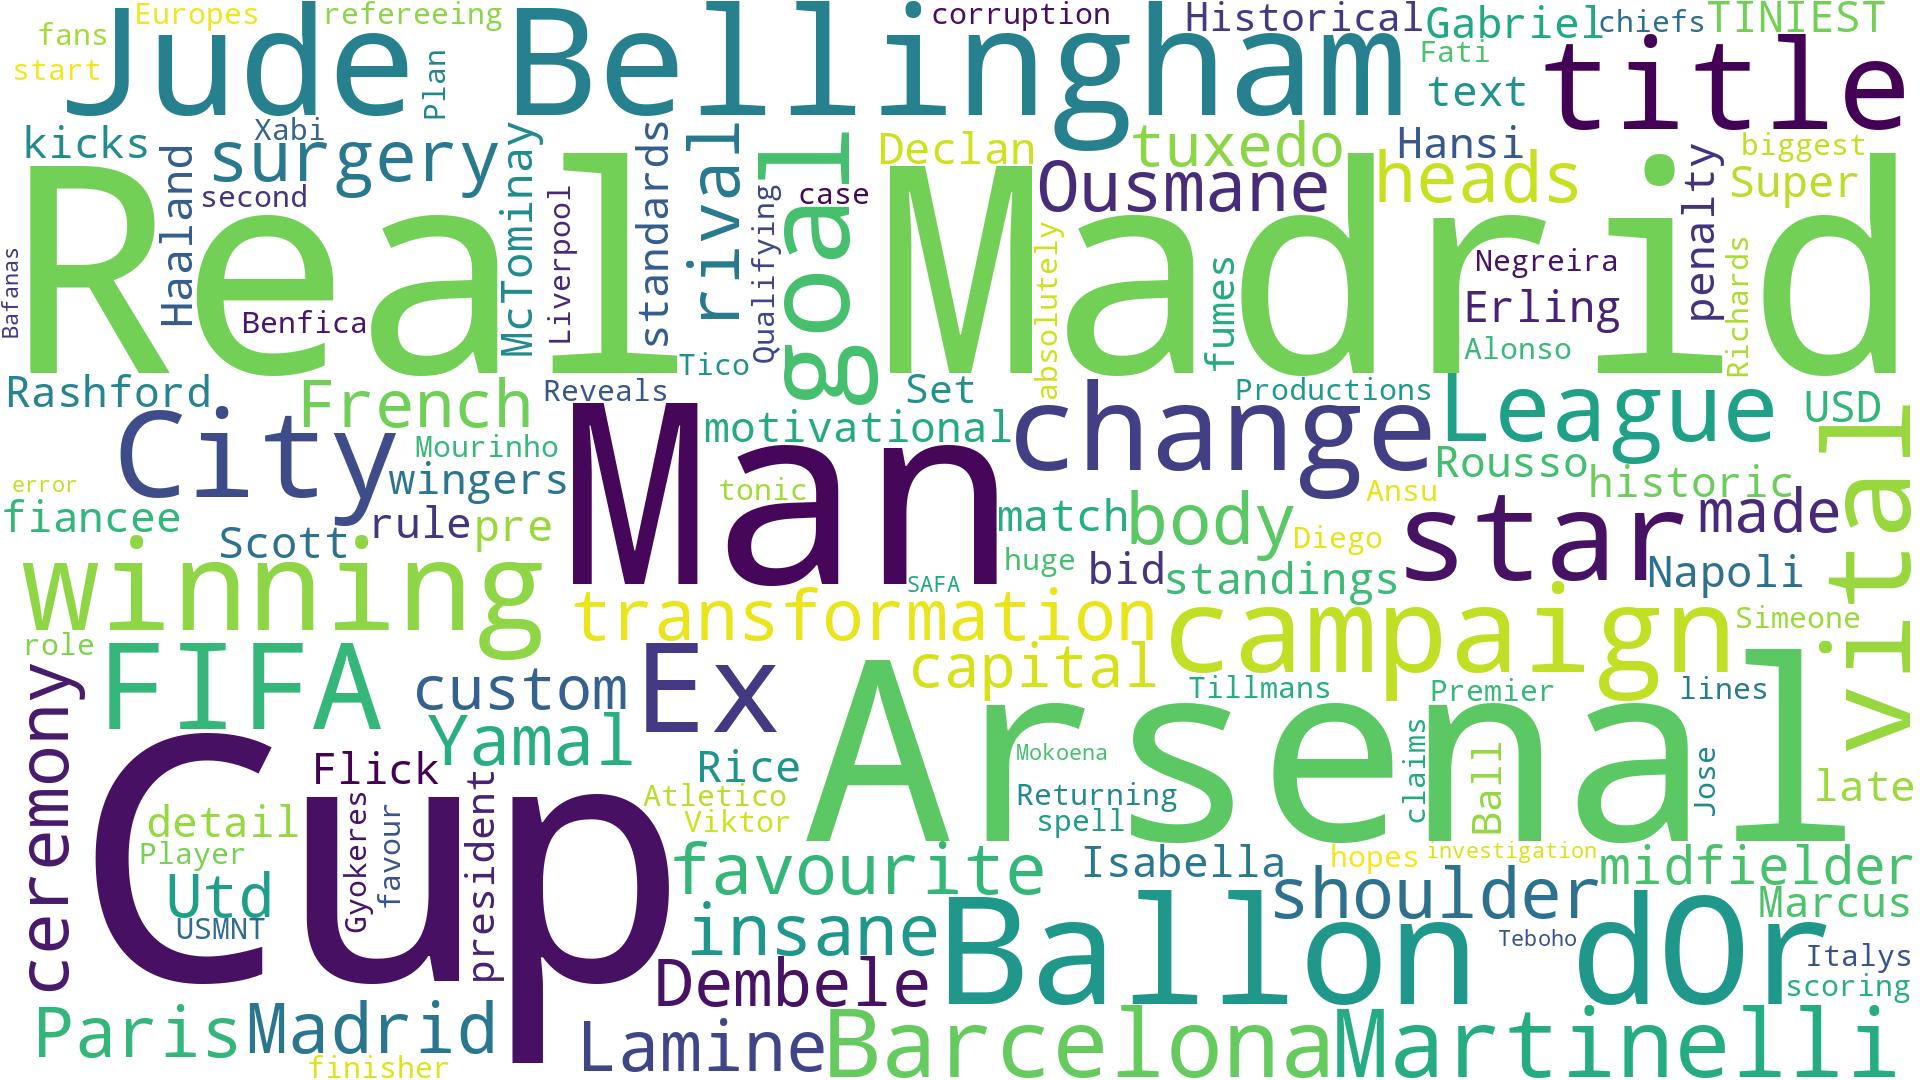 fans
Europes
refereeing
corruption
Historical
Gabriel
chiefs
TINIEST
start
Jude Bellingham
Plan
Fati
text
title
kicks
Xabi
surgery
second
Haaland
McTominay
Liverpool
standards
rival
Qualifying
goal
case
Declan
Ousmane
tuxedo
heads
Hansi
biggest
Super
penalty
Richards
Real Madrid
Bafanas
Benfica
absolutely
fumes
Negreira
Erling
Alonso
Tico
Rashford
French
Reveals
Set
Productions
League
USD
City
Mourinho
wingers
motivational
change
Rousso
historic
vital
error
fiancee
Scott
rule
pre
Man
tonic
match
body
Ansu
Diego
star
made
huge
bid
standings
Napoli
winning
SAFA
transformation
campaign
Simeone
role
ceremony
FIFA
custom
Ex
capital
Tillmans
Premier
lines
Yamal
Arsenal
Cup
Flick
Rice
Mokoena
claims
Ball
Jose
late
detail
Player
Gyokeres
favour
president
Atletico
Viktor
Returning
spell
Utd
USMNT
favourite
Isabella
hopes
investigation
midfielder
shoulder
Marcus
insane
Ballon dOr
Teboho
Italys
scoring
Dembele
Paris
Madrid
finisher
Lamine
Barcelona
Martinelli